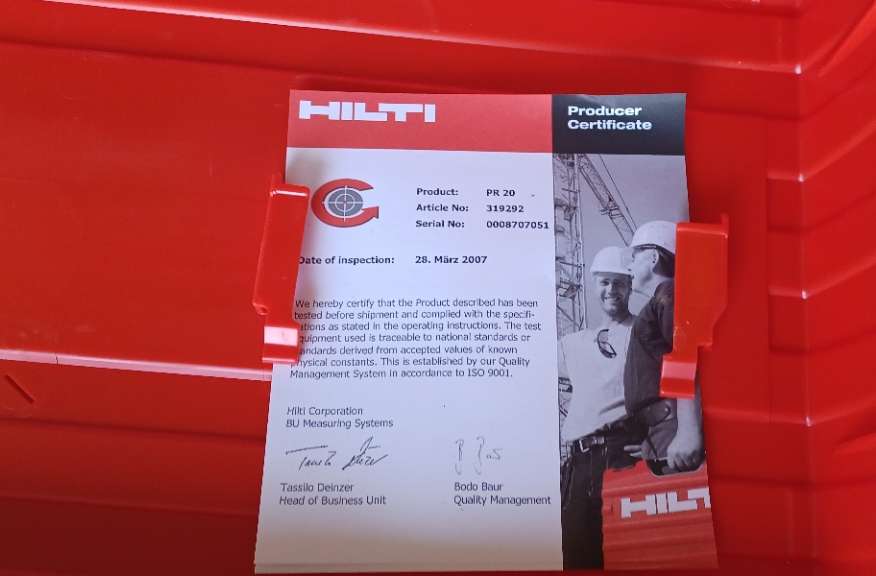 HILTI
Producer
Certificate
Product: PR 20
Article No: 319292
Serial No: 0008707051
Date of inspection: 28. März 2007
We hereby certify that the Product described has been
tested before shipment and complied with the specifi-
ations as stated in the operating instructions. The test
quipment used is traceable to national standards or
andards derived from accepted values of known
hysical constants. This is established by our Quality
Management System in accordance to ISO 9001.
Hilti Corporation
BU Measuring Systems
Tassilo Deinzer
Head of Business Unit
Bodo Baur
Quality Management
HILTI